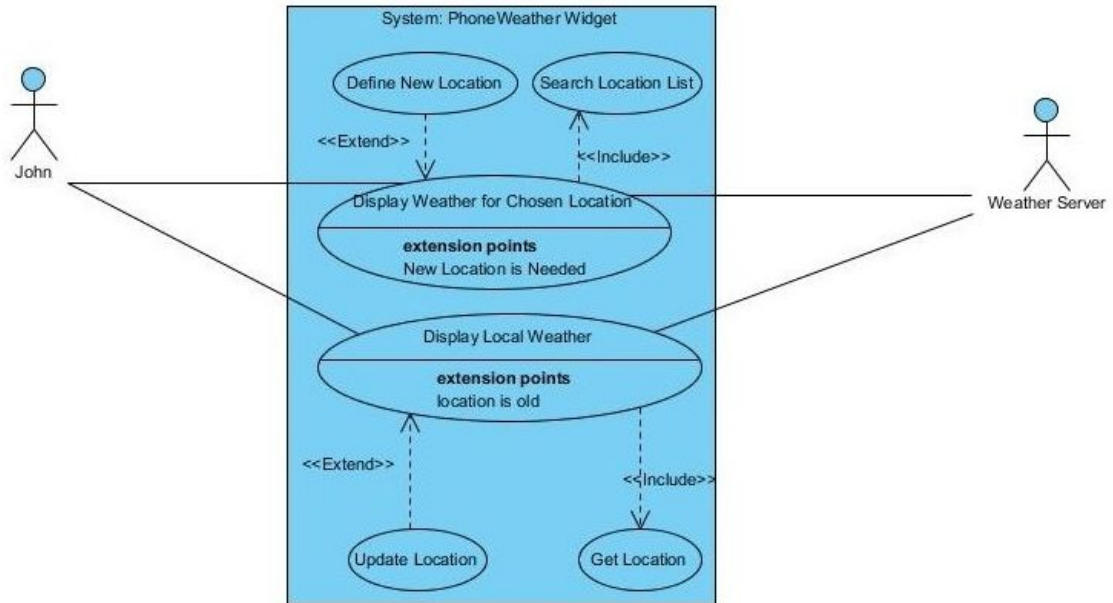 System: PhoneWeather Widget
Define New Location
Search Location List
<<Extend>>
<<Include>>
John
Display Weather for Chosen Location
Weather Server
extension points
New Location is Needed
Display Local Weather
extension points
location is old
<<Extend>>
<<Include>>
Update Location
Get Location